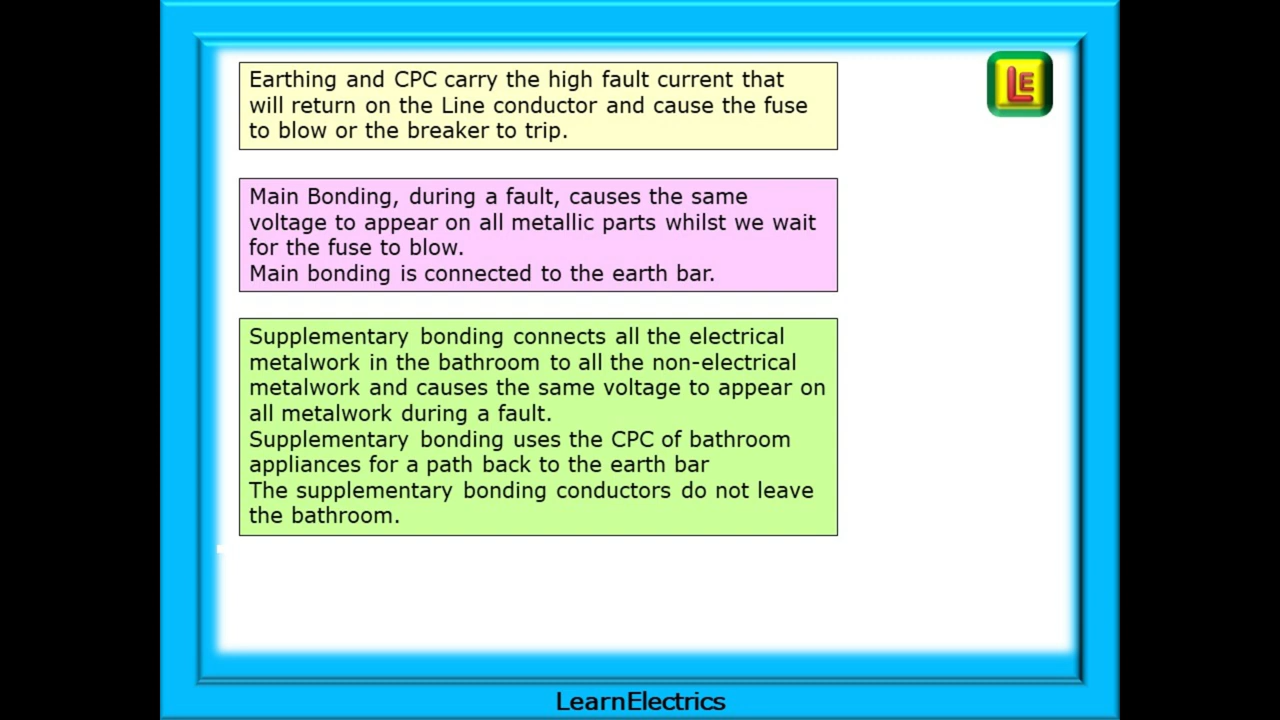 Earthing and CPC carry the high fault current that
will return on the Line conductor and cause the fuse
to blow or the breaker to trip.
LE
Main Bonding, during a fault, causes the same
voltage to appear on all metallic parts whilst we wait
for the fuse to blow.
Main bonding is connected to the earth bar.
Supplementary bonding connects all the electrical
metalwork in the bathroom to all the non-electrical
metalwork and causes the same voltage to appear on
all metalwork during a fault.
Supplementary bonding uses the CPC of bathroom
appliances for a path back to the earth bar
The supplementary bonding conductors do not leave
the bathroom.
LearnElectrics